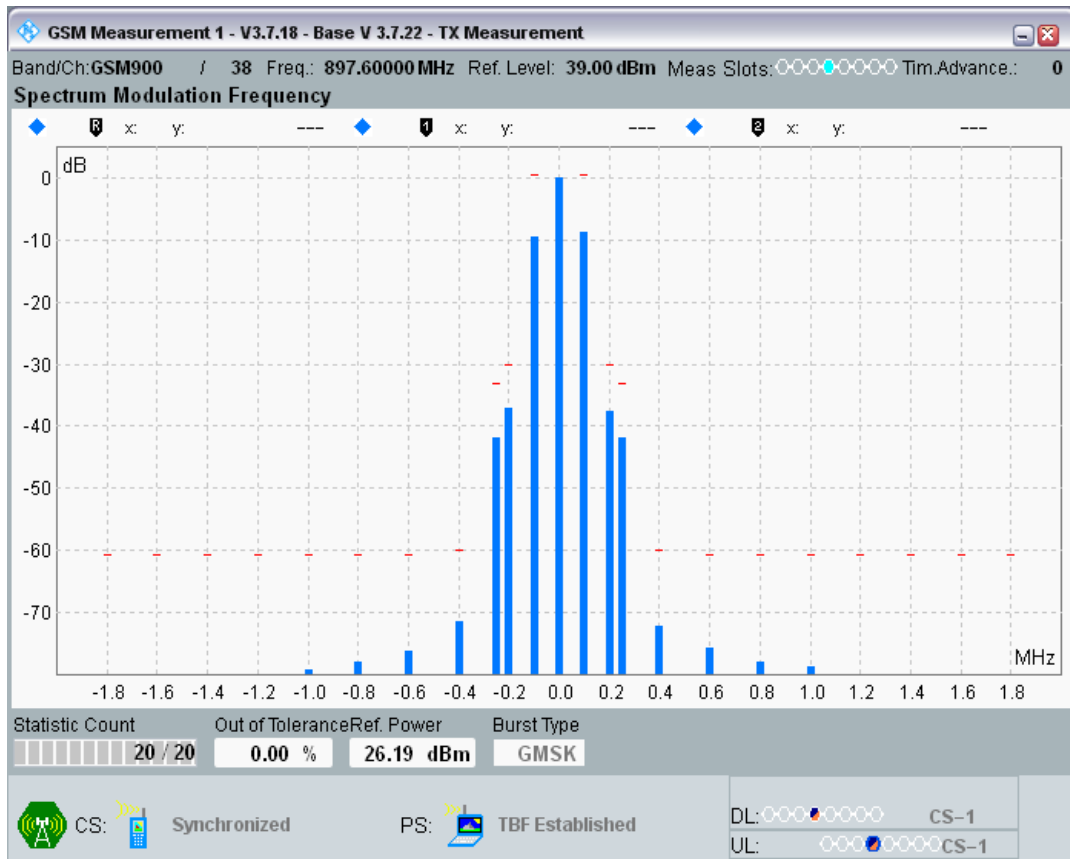 GSM Measurement 1 - V3.7.18 - Base V 3.7.22 - TX Measurement
Band/Ch:GSM900 / 38 Freq.: 897.60000 MHz Ref. Level: 39.00 dBm Meas Slots: Tim.Advance.: 0
Spectrum Modulation Frequency
R x: y: --- 1 x: y: --- 2 x: y: ---
dB
0
-10
-20
-30
-40
-50
-60
-70
MHz
-1.8 -1.6 -1.4 -1.2 -1.0 -0.8 -0.6 -0.4 -0.2 0.0 0.2 0.4 0.6 0.8 1.0 1.2 1.4 1.6 1.8
Statistic Count Out of Tolerance Ref. Power Burst Type
20 / 20 0.00 % 26.19 dBm GMSK
CS: Synchronized PS: TBF Established
DL: CS-1
UL: CS-1